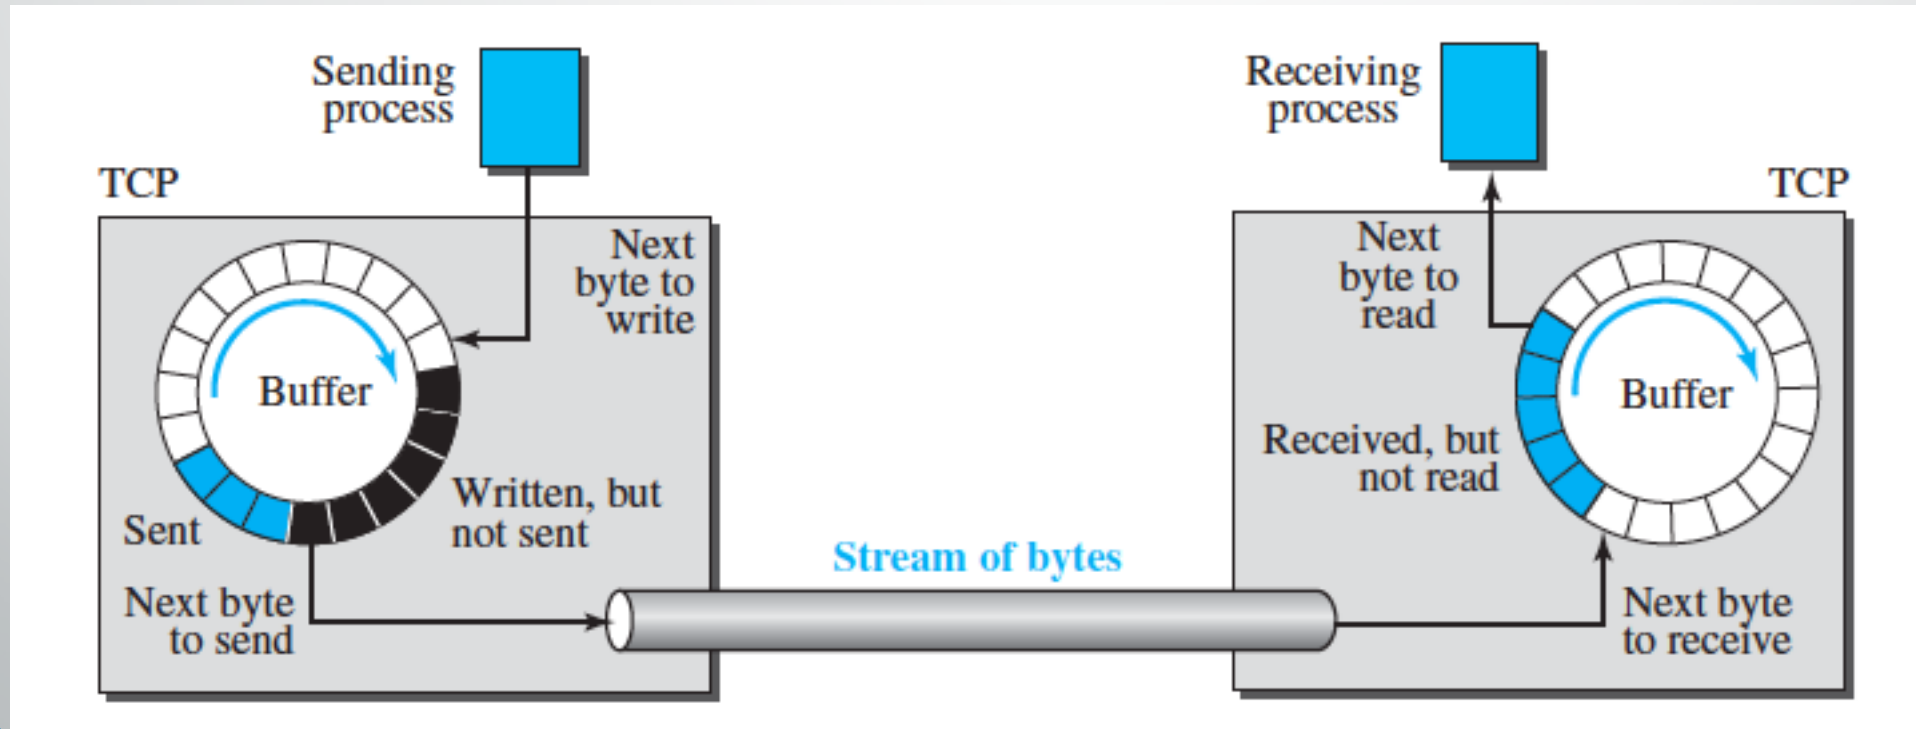 Sending
process
TCP
Next
byte to
write
Buffer
Written, but
not sent
Sent
Next byte
to send
Stream of bytes
Receiving
process
TCP
Next
byte to
read
Buffer
Received, but
not read
Next byte
to receive